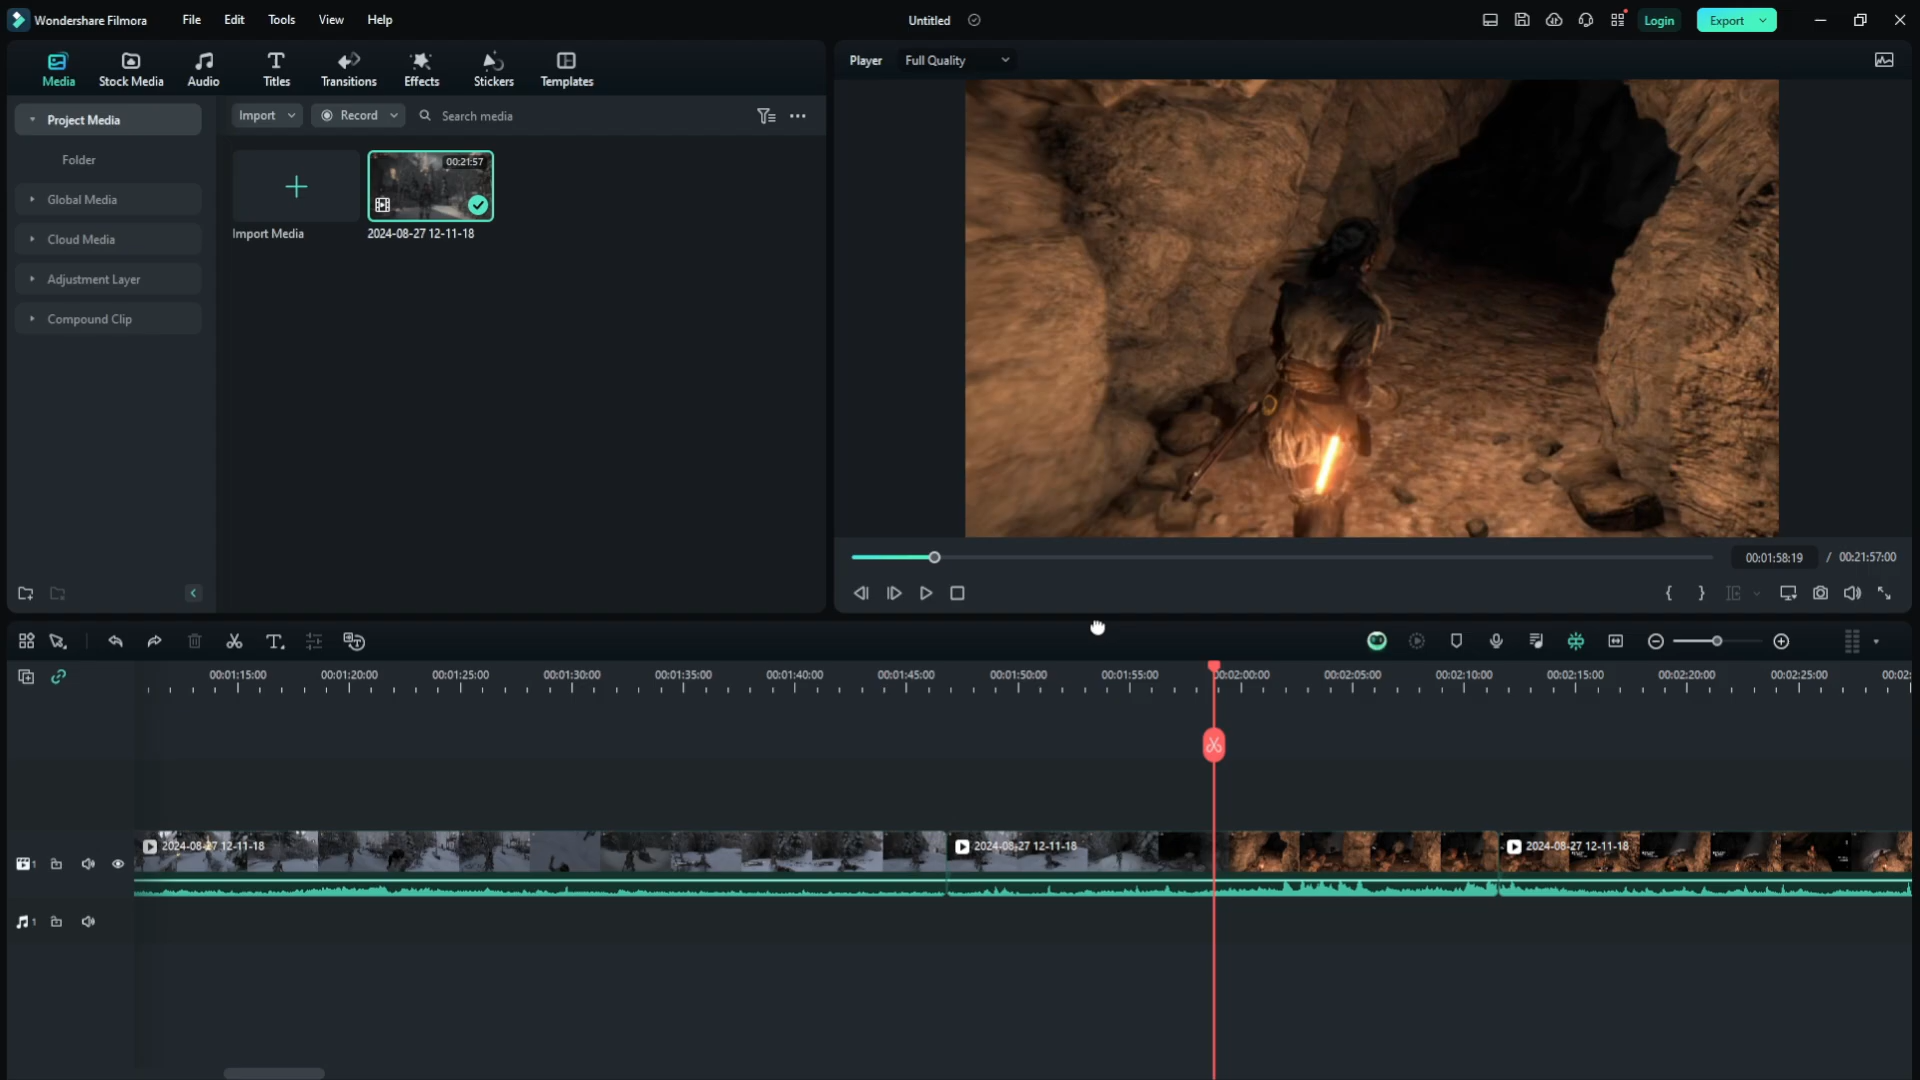 Wondershare Filmora
File
Edit
Tools
View
Help
Untitled
Login
Export
Media
Stock Media
Audio
Titles
Transitions
Effects
Stickers
Templates
Player
Full Quality
Project Media
Folder
Global Media
Cloud Media
Adjustment Layer
Compound Clip
Import
Record
Search media
00:21:57
Import Media
2024-08-27 12-11-18
00:01:58:19 / 00:21:57:00
00:01:15:00
00:01:20:00
00:01:25:00
00:01:30:00
00:01:35:00
00:01:40:00
00:01:45:00
00:01:50:00
00:01:55:00
00:02:00:00
00:02:05:00
00:02:10:00
00:02:15:00
00:02:20:00
00:02:25:00
00:02:
2024-08-27 12-11-18
2024-08-27 12-11-18
2024-08-27 12-11-18
1
1